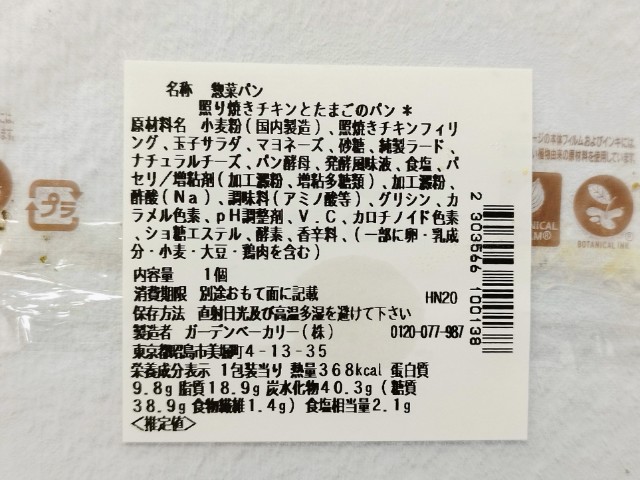 名称 惣菜パン
照り焼きチキンとたまごのパン＊
原材料名 小麦粉(国内製造)、照焼きチキンフィリ
ング、玉子サラダ、マヨネーズ、砂糖、純製ラード、
ナチュラルチーズ、パン酵母、発酵風味液、食塩、パ
セリ/増粘剤(加工澱粉、増粘多糖類)、加工澱粉、
酢酸(Na)、調味料(アミノ酸等)、グリシン、カ
ラメル色素、pH調整剤、V.C、カロチノイド色素
、ショ糖エステル、酵素、香辛料、(一部に卵・乳成
分・小麦・大豆・鶏肉を含む)
内容量 1個
消費期限 別途おもて面に記載 HN20
保存方法 直射日光及び高温多湿を避けて下さい
製造者 ガーデンベーカリー(株) 0120-077-987
東京都昭島市美堀町4-13-35
栄養成分表示 1包装当り 熱量368kcal 蛋白質
9.8g 脂質18.9g 炭水化物40.3g(糖質
38.9g 食物繊維1.4g) 食塩相当量2.1g
<推定値>
2 303566 100138
プラ
BOTANICAL INK